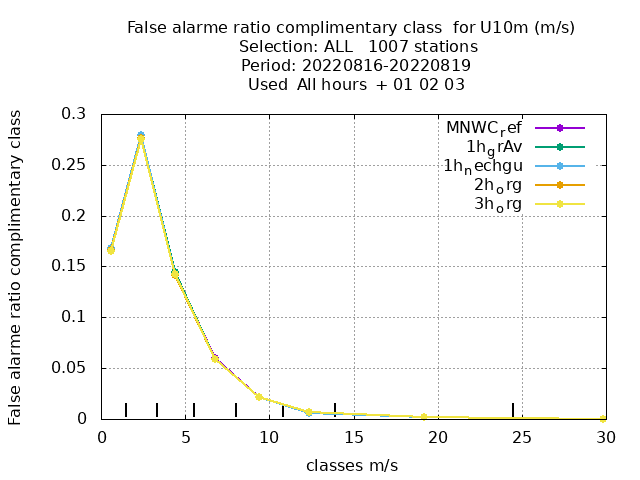 False alarme ratio complimentary class  for U10m (m/s)
Selection: ALL   1007 stations
Period: 20220816-20220819
Used  All hours  + 01 02 03
False alarme ratio complimentary class
0.3
0.25
0.2
0.15
0.1
0.05
0
MNWC_ref
1h_grAv
1h_nechgu
2h_org
3h_org
0 5 10 15 20 25 30
classes m/s